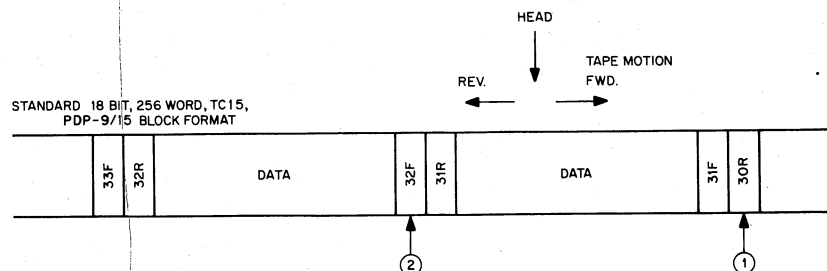 HEAD
TAPE MOTION
REV.
FWD.
STANDARD 18 BIT, 256 WORD, TC15,
PDP-9/15 BLOCK FORMAT
33F
32R
DATA
32F
31R
DATA
31F
30R
2
1